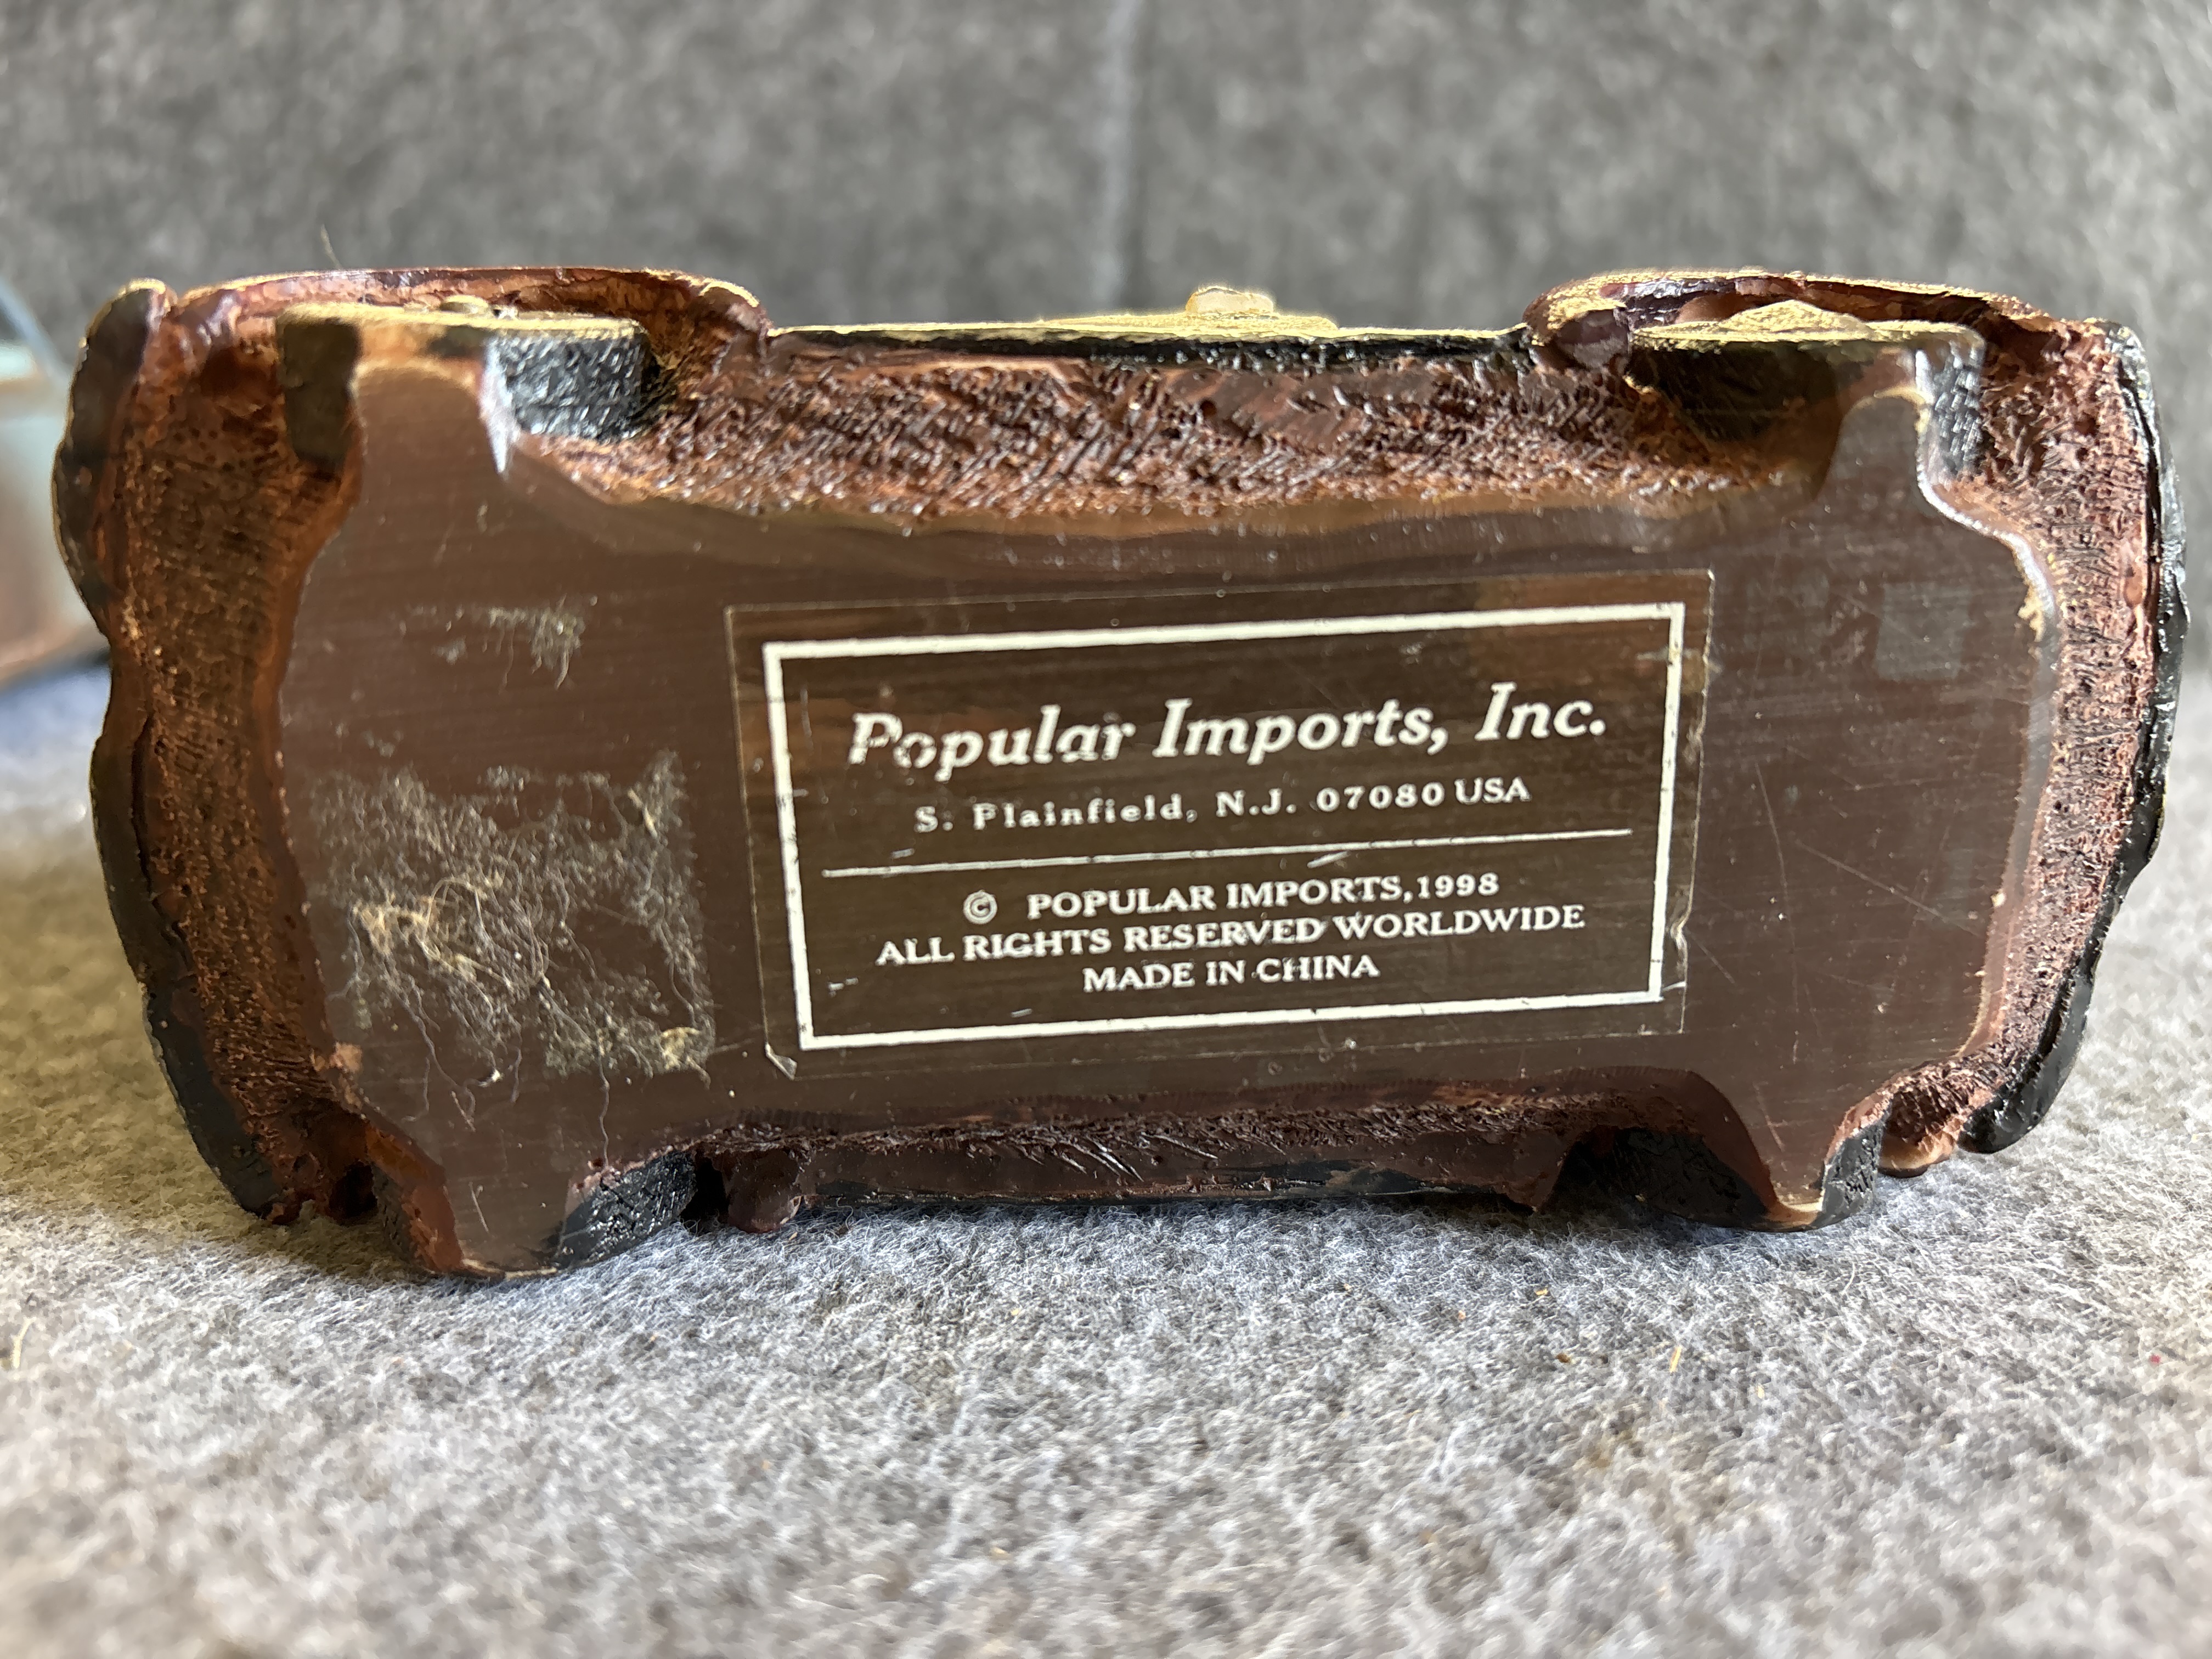 Popular Imports, Inc.
S. Plainfield, N.J. 07080 USA
© POPULAR IMPORTS,1998
ALL RIGHTS RESERVED WORLDWIDE
MADE IN CHINA